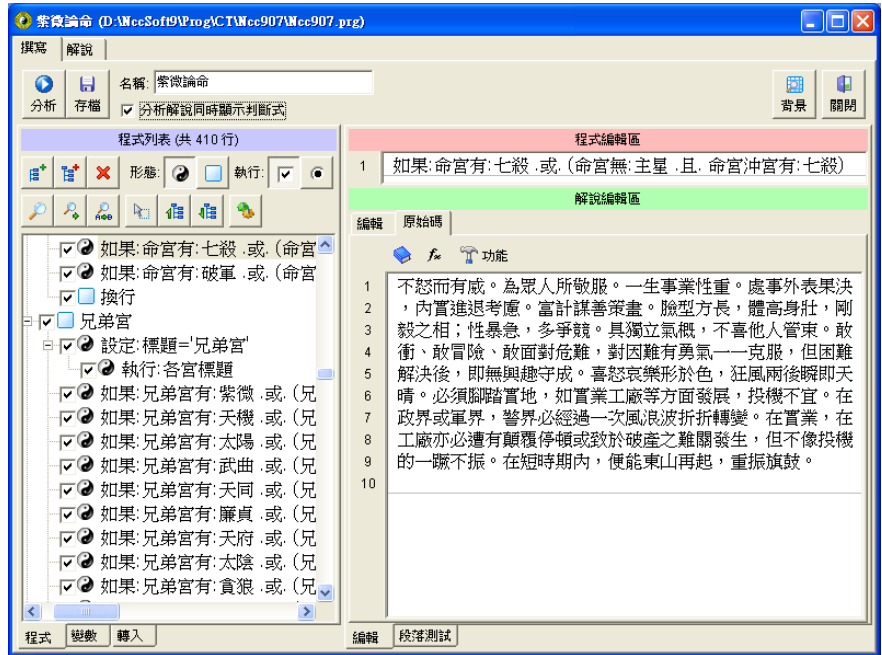 紫微論命 (D:\NccSoft9\Prog\CT\Ncc907\Ncc907.prg)
撰寫 解說
分析 存檔 名稱: 紫微論命
分析解說同時顯示判斷式
背景 關閉
程式列表 (共 410 行)
形態: 執行:
如果:命宮有:七殺 .或. (命宮
如果:命宮有:破軍 .或. (命宮
換行
兄弟宮
設定:標題='兄弟宮'
執行:各宮標題
如果:兄弟宮有:紫微 .或. (兄
如果:兄弟宮有:天機 .或. (兄
如果:兄弟宮有:太陽 .或. (兄
如果:兄弟宮有:武曲 .或. (兄
如果:兄弟宮有:天同 .或. (兄
如果:兄弟宮有:廉貞 .或. (兄
如果:兄弟宮有:天府 .或. (兄
如果:兄弟宮有:太陰 .或. (兄
如果:兄弟宮有:貪狼 .或. (兄
程式 變數 轉入
程式編輯區
1 如果:命宮有:七殺 .或. (命宮無:主星 .且. 命宮沖宮有:七殺)
解說編輯區
編輯 原始碼
功能
1 不怒而有威。為眾人所敬服。一生事業性重。處事外表果決
2 ，內實進退考慮。富計謀善策畫。臉型方長，體高身壯，剛
3 毅之相；性暴急，多爭競。具獨立氣概，不喜他人管束。敢
4 衝、敢冒險、敢面對危難，對因難有勇氣一一克服，但困難
5 解決後，即無興趣守成。喜怒哀樂形於色，狂風兩後瞬即天
6 晴。必須腳踏實地，如實業工廠等方面發展，投機不宜。在
7 政界或軍界，警界必經過一次風浪波折折轉變。在實業，在
8 工廠亦必遭有顛覆停頓或致於破產之難關發生，但不像投機
9 的一蹶不振。在短時期內，便能東山再起，重振旗鼓。
10
編輯 段落測試